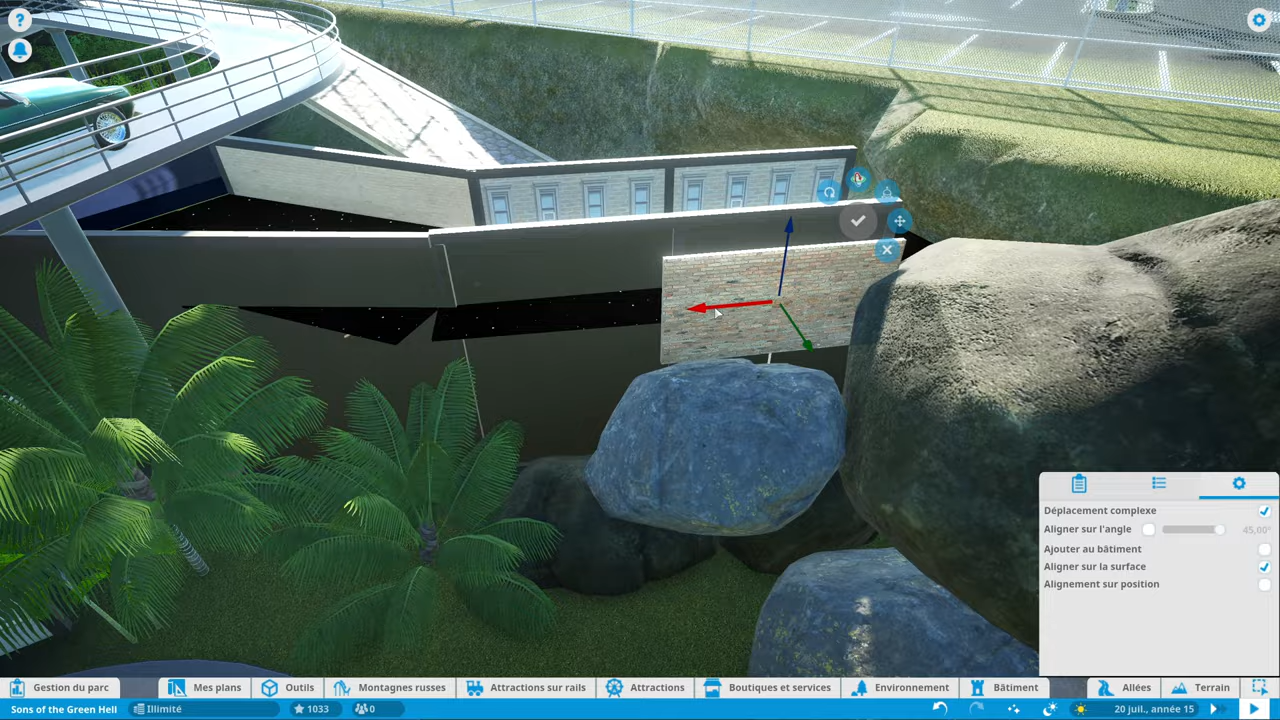 ?
Déplacement complexe
Aligner sur l'angle 45,00°
Ajouter au bâtiment
Aligner sur la surface
Alignement sur position
Gestion du parc Mes plans Outils Montagnes russes Attractions sur rails Attractions Boutiques et services Environnement Bâtiment Allées Terrain
Sons of the Green Hell Illimité 1033 0 20 juil., année 15